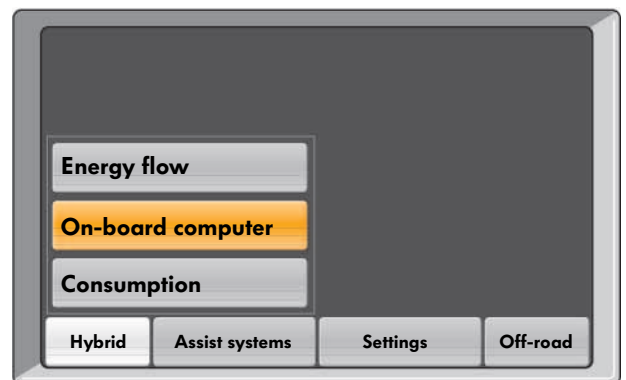 Energy flow
On-board computer
Consumption
Hybrid Assist systems Settings Off-road